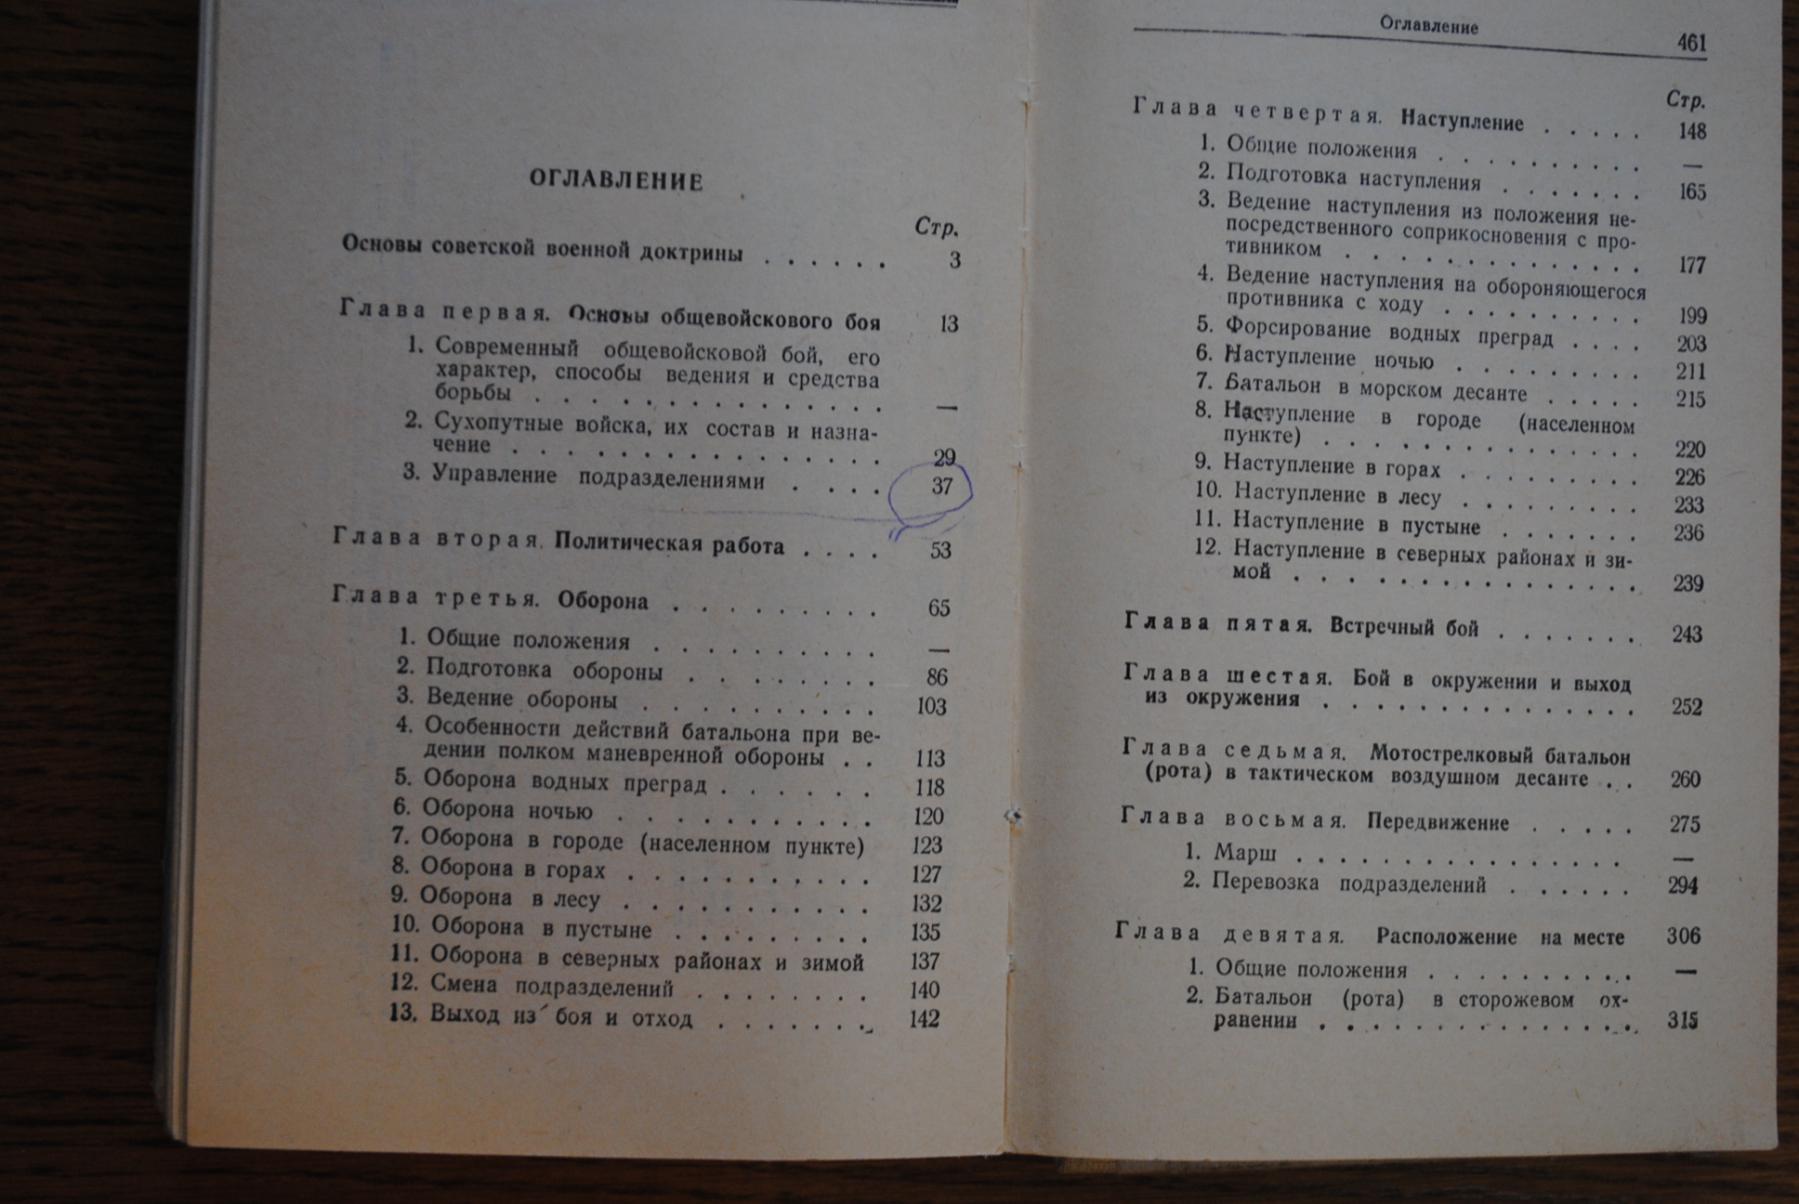 ОГЛАВЛЕНИЕ
Стр.
Основы советской военной доктрины . . . . . . 3
Глава первая. Основы общевойскового боя 13
1. Современный общевойсковой бой, его
характер, способы ведения и средства
борьбы . . . . . . . . . . . . . . —
2. Сухопутные войска, их состав и назна-
чение . . . . . . . . . . . . . . 29
3. Управление подразделениями . . . . 37
Глава вторая. Политическая работа . . . . 53
Глава третья. Оборона . . . . . . . . . 65
1. Общие положения . . . . . . . . . —
2. Подготовка обороны . . . . . . . . 86
3. Ведение обороны . . . . . . . . . 103
4. Особенности действий батальона при ве-
дении полком маневренной обороны . . 113
5. Оборона водных преград . . . . . . 118
6. Оборона ночью . . . . . . . . . . 120
7. Оборона в городе (населенном пункте) 123
8. Оборона в горах . . . . . . . . . . 127
9. Оборона в лесу . . . . . . . . . . 132
10. Оборона в пустыне . . . . . . . . 135
11. Оборона в северных районах и зимой 137
12. Смена подразделений . . . . . . . 140
13. Выход из боя и отход . . . . . . . 142
Оглавление 461
Стр.
Глава четвертая. Наступление . . . . . 148
1. Общие положения . . . . . . . . . —
2. Подготовка наступления . . . . . . 165
3. Ведение наступления из положения не-
посредственного соприкосновения с про-
тивником . . . . . . . . . . . . . 177
4. Ведение наступления на обороняющегося
противника с ходу . . . . . . . . . 199
5. Форсирование водных преград . . . . 203
6. Наступление ночью . . . . . . . . 211
7. Батальон в морском десанте . . . . . 215
8. Наступление в городе (населенном
пункте) . . . . . . . . . . . . . . 220
9. Наступление в горах . . . . . . . . 226
10. Наступление в лесу . . . . . . . . 233
11. Наступление в пустыне . . . . . . 236
12. Наступление в северных районах и зи-
мой . . . . . . . . . . . . . . . 239
Глава пятая. Встречный бой . . . . . . . 243
Глава шестая. Бой в окружении и выход
из окружения . . . . . . . . . . . . . 252
Глава седьмая. Мотострелковый батальон
(рота) в тактическом воздушном десанте . . 260
Глава восьмая. Передвижение . . . . . 275
1. Марш . . . . . . . . . . . . . . . —
2. Перевозка подразделений . . . . . . 294
Глава девятая. Расположение на месте 306
1. Общие положения . . . . . . . . . —
2. Батальон (рота) в сторожевом ох-
ранении . . . . . . . . . . . . . . 315